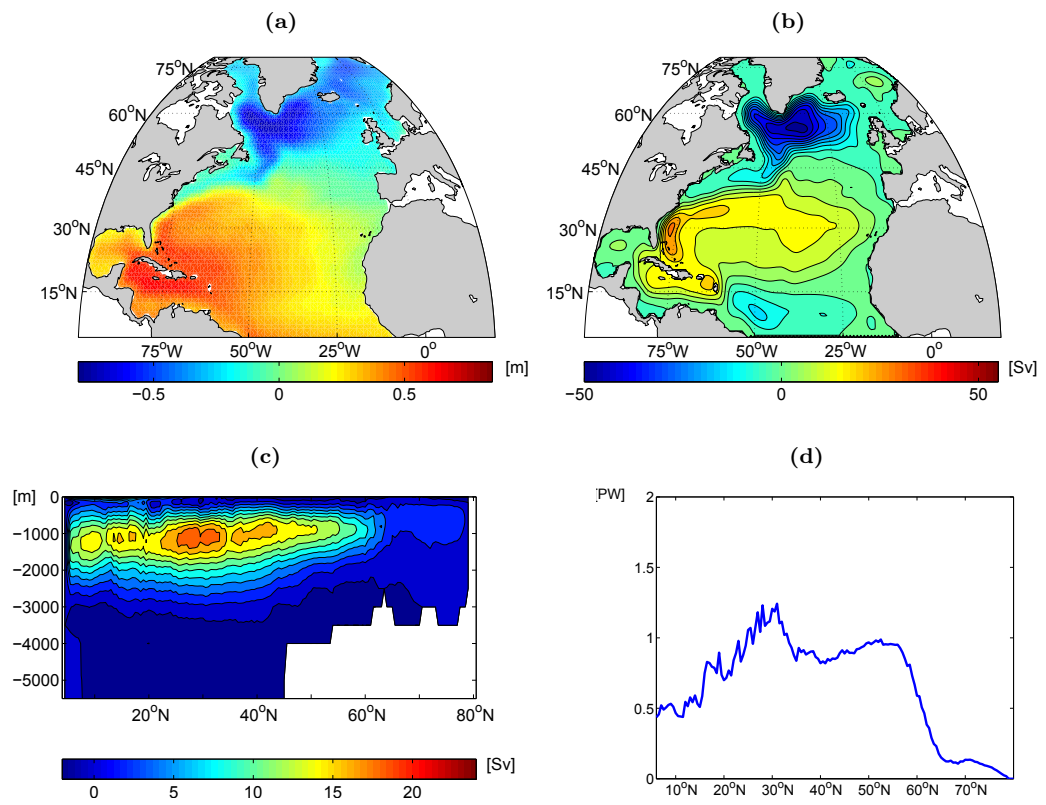 (a)
75°N
60°N
45°N
30°N
15°N
75°W 50°W 25°W 0°
−0.5 0 0.5 [m]
(b)
75°N
60°N
45°N
30°N
15°N
75°W 50°W 25°W 0°
−50 0 50 [Sv]
(c)
[m]
0
−1000
−2000
−3000
−4000
−5000
20°N 40°N 60°N 80°N
0 5 10 15 20 [Sv]
(d)
[PW]
2
1.5
1
0.5
0
10°N 20°N 30°N 40°N 50°N 60°N 70°N